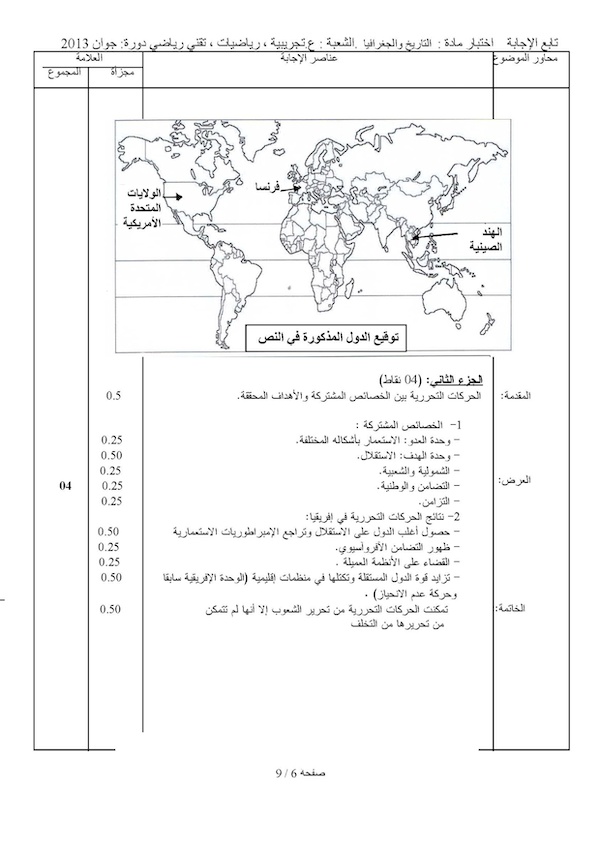 تابع الإجابة اختبار مادة : التاريخ والجغرافيا .الشعبة : ع.تجريبية ، رياضيات ، تقني رياضي دورة: جوان 2013
محاور الموضوع عناصر الإجابة العلامة
مجزأة المجموع
الولايات
المتحدة
الأمريكية
فرنسا
الهند
الصينية
توقيع الدول المذكورة في النص
الجزء الثاني: (04 نقاط)
المقدمة: الحركات التحررية بين الخصائص المشتركة والأهداف المحققة. 0.5
1- الخصائص المشتركة :
- وحدة العدو: الاستعمار بأشكاله المختلفة. 0.25
- وحدة الهدف: الاستقلال. 0.50
- الشمولية والشعبية. 0.25
العرض: - التضامن والوطنية. 0.25 04
- التزامن. 0.25
2- نتائج الحركات التحررية في إفريقيا:
- حصول أغلب الدول على الاستقلال وتراجع الإمبراطوريات الاستعمارية 0.50
- ظهور التضامن الآفروآسيوي. 0.25
- القضاء على الأنظمة العميلة . 0.25
- تزايد قوة الدول المستقلة وتكتلها في منظمات إقليمية (الوحدة الإفريقية سابقا 0.50
وحركة عدم الانحياز) .
الخاتمة: تمكنت الحركات التحررية من تحرير الشعوب إلا أنها لم تتمكن 0.50
من تحريرها من التخلف
صفحة 6 / 9